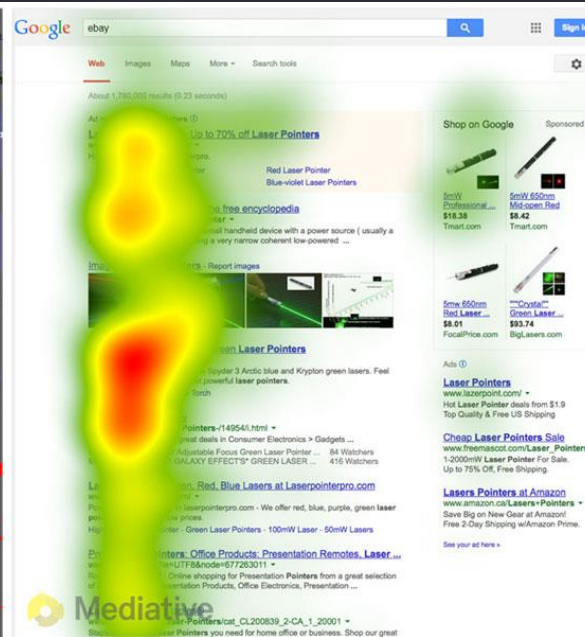 Google
ebay
Sign i
Web Images Maps More Search tools
About 1,780,000 results (0.23 seconds)
Up to 70% off Laser Pointers
Red Laser Pointer
Blue-violet Laser Pointers
free encyclopedia
handheld device with a power source ( usually a
a very narrow coherent low-powered ...
- Report images
Laser Pointers
Spyder 3 Arctic blue and Krypton green lasers. Feel
powerful laser pointers.
Torch
Pointers-/14954/i.html
great deals in Consumer Electronics > Gadgets ...
Adjustable Focus Green Laser Pointer ... 84 Watchers
GALAXY EFFECT'S* GREEN LASER ... 416 Watchers
Red, Blue Lasers at Laserpointerpro.com
laserpointerpro.com - We offer red, blue, purple, green laser
prices.
- Green Laser Pointers - 100mW Laser - 50mW Lasers
Office Products: Presentation Remotes, Laser ...
=UTF8&node=677263011
Online shopping for Presentation Pointers from a great selection
Presentation Products, Office Electronics, Presentation ...
Mediative
-Pointers/cat_CL200839_2-CA_1_20001
Pointers you need for home office or business. Shop our great
Shop on Google Sponsored
5mW
Professional ...
$18.38
Tmart.com
5mW 650nm
Mid-open Red
$8.42
Tmart.com
5mw 650nm
Red Laser ...
$8.01
FocalPrice.com
""Crystal"
Green Laser ...
$93.74
BigLasers.com
Ads
Laser Pointers
www.lazerpoint.com/
Hot Laser Pointer deals from $1.9
Top Quality & Free US Shipping
Cheap Laser Pointers Sale
www.freemascot.com/Laser_Pointers
1-2000mW Laser Pointer For Sale.
Up to 75% Off, Free Shipping.
Lasers Pointers at Amazon
www.amazon.ca/Lasers+Pointers
Save Big on New Gear at Amazon!
Free 2-Day Shipping w/Amazon Prime.
See your ad here »